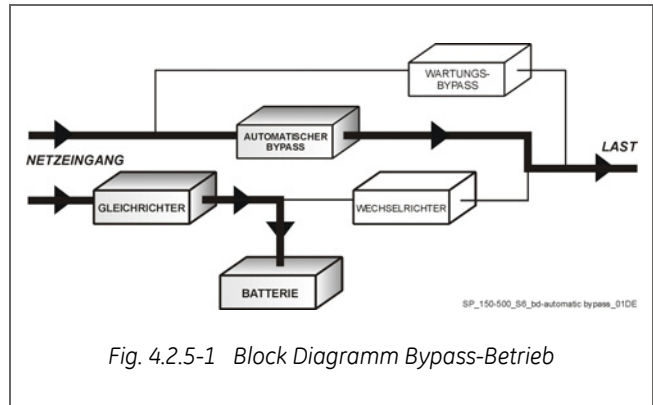 WARTUNGS-
BYPASS
AUTOMATISCHER
BYPASS
NETZEINGANG
LAST
GLEICHRICHTER
WECHSELRICHTER
BATTERIE
SP_150-500_S6_bd-automatic bypass_01DE
Fig. 4.2.5-1 Block Diagramm Bypass-Betrieb